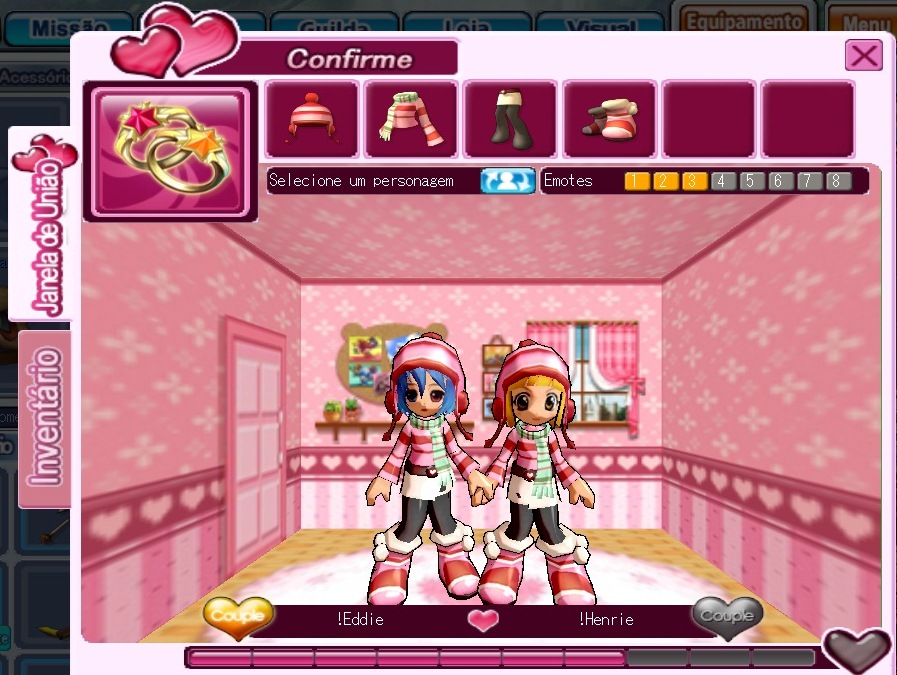 Missão
Guilda
Loja
Visual
Equipamento
Menu
Confirme
Acessóri
Janela de União
Inventário
Selecione um personagem
Emotes 1 2 3 4 5 6 7 8
Couple
!Eddie
!Henrie
Couple